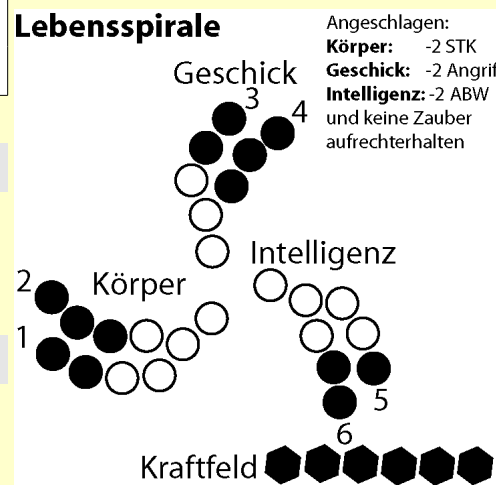 Lebensspirale
Angeschlagen:
Körper: -2 STK
Geschick: -2 Angrif
Intelligenz: -2 ABW
und keine Zauber
aufrechterhalten
Geschick
3
4
Intelligenz
2
Körper
1
5
6
Kraftfeld